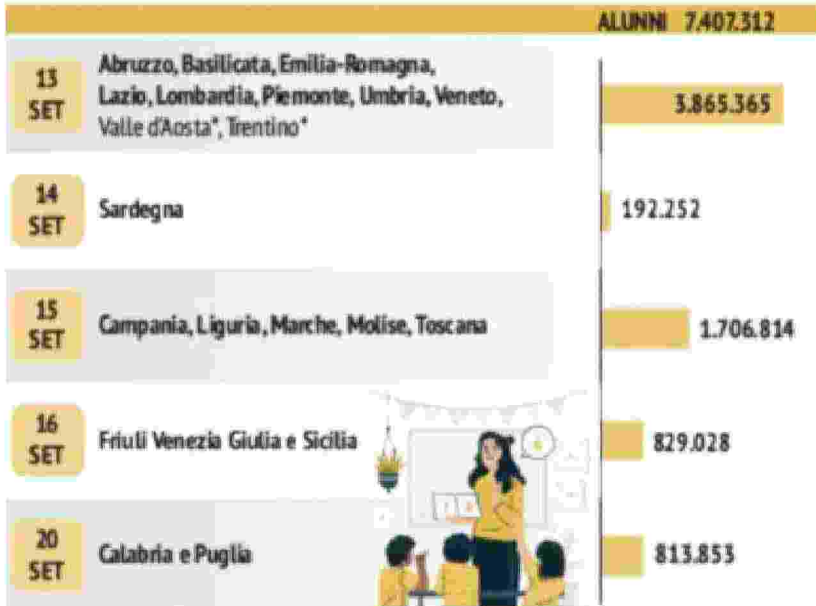 ALUNNI 7.407.312
13
SET
Abruzzo, Basilicata, Emilia-Romagna,
Lazio, Lombardia, Piemonte, Umbria, Veneto,
Valle d'Aosta*, Trentino*
3.865.365
14
SET
Sardegna
192.252
15
SET
Campania, Liguria, Marche, Molise, Toscana
1.706.814
16
SET
Friuli Venezia Giulia e Sicilia
829.028
20
SET
Calabria e Puglia
813.853